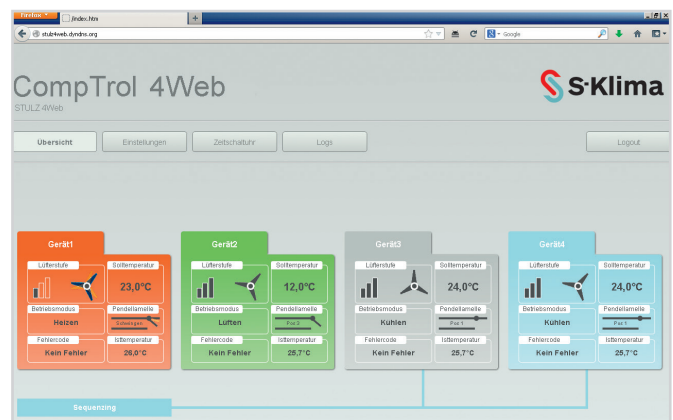 Firefox
/index.htm
stulz4web.dyndns.org
Google
CompTrol 4Web
STULZ 4Web
S-Klima
Übersicht Einstellungen Zeitschaltuhr Logs Logout
Gerät1 Gerät2 Gerät3 Gerät4
Lüfterstufe Solltemperatur Lüfterstufe Solltemperatur Lüfterstufe Solltemperatur Lüfterstufe Solltemperatur
23,0°C 12,0°C 24,0°C 24,0°C
Betriebsmodus Pendellamelle Betriebsmodus Pendellamelle Betriebsmodus Pendellamelle Betriebsmodus Pendellamelle
Heizen Schwingen Lüften Pos 3 Kühlen Pos 1 Kühlen Pos 1
Fehlercode Isttemperatur Fehlercode Isttemperatur Fehlercode Isttemperatur Fehlercode Isttemperatur
Kein Fehler 26,0°C Kein Fehler 25,7°C Kein Fehler 25,7°C Kein Fehler 25,7°C
Sequenzing